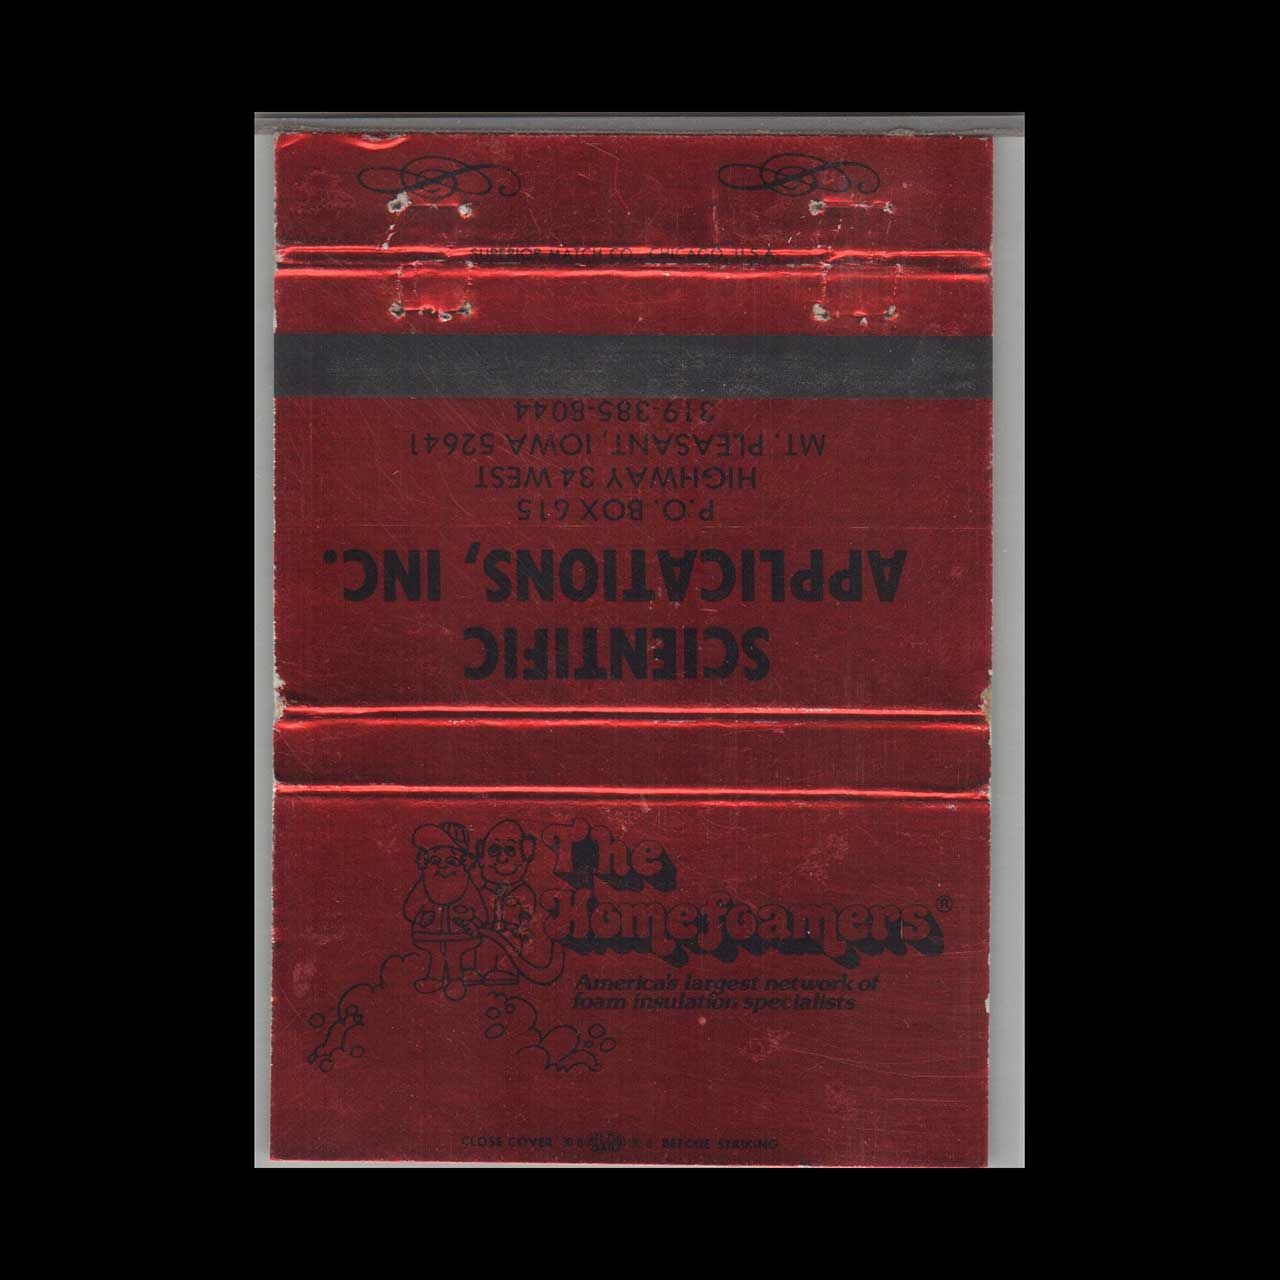 SUPERIOR MATCH CO., CHICAGO, U.S.A.
SCIENTIFIC
APPLICATIONS, INC.
P.O. BOX 615
HIGHWAY 34 WEST
MT. PLEASANT, IOWA 52641
319-385-8044
The
Homefoamers®
America's largest network of
foam insulation specialists
CLOSE COVER BEFORE STRIKING